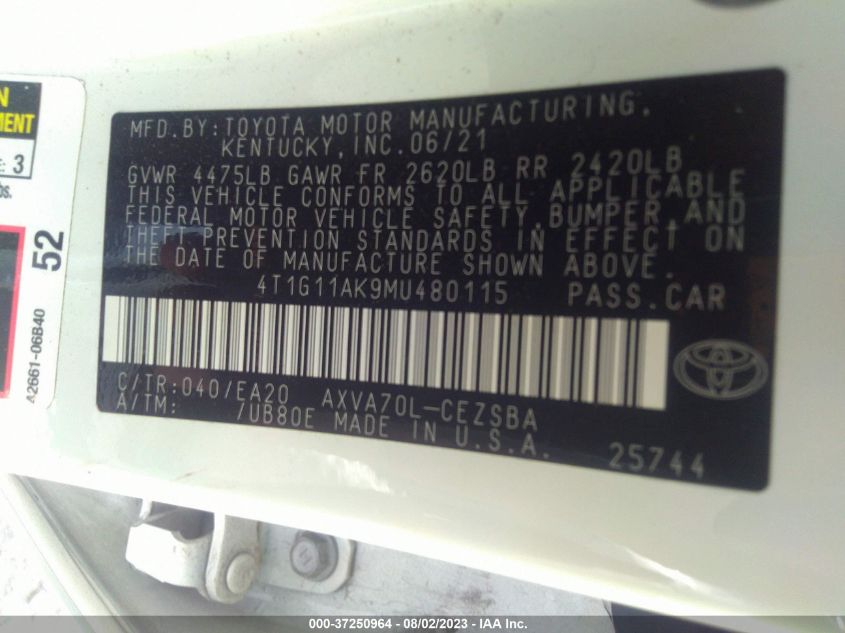 MFD.BY:TOYOTA MOTOR MANUFACTURING.
KENTUCKY, INC.06/21
GVWR 4475LB GAWR FR 2620LB RR 2420LB
THIS VEHICLE CONFORMS TO ALL APPLICABLE
FEDERAL MOTOR VEHICLE SAFETY,BUMPER,AND
THEFT PREVENTION STANDARDS IN EFFECT ON
THE DATE OF MANUFACTURE SHOWN ABOVE.
4T1G11AK9MU480115 PASS.CAR
C/TR:040/EA20 AXVA70L-CEZSBA
A/TM: /UB80E MADE IN U.S.A.
25744
52
A2661-06B40
3
000-37250964 - 08/02/2023 - IAA Inc.